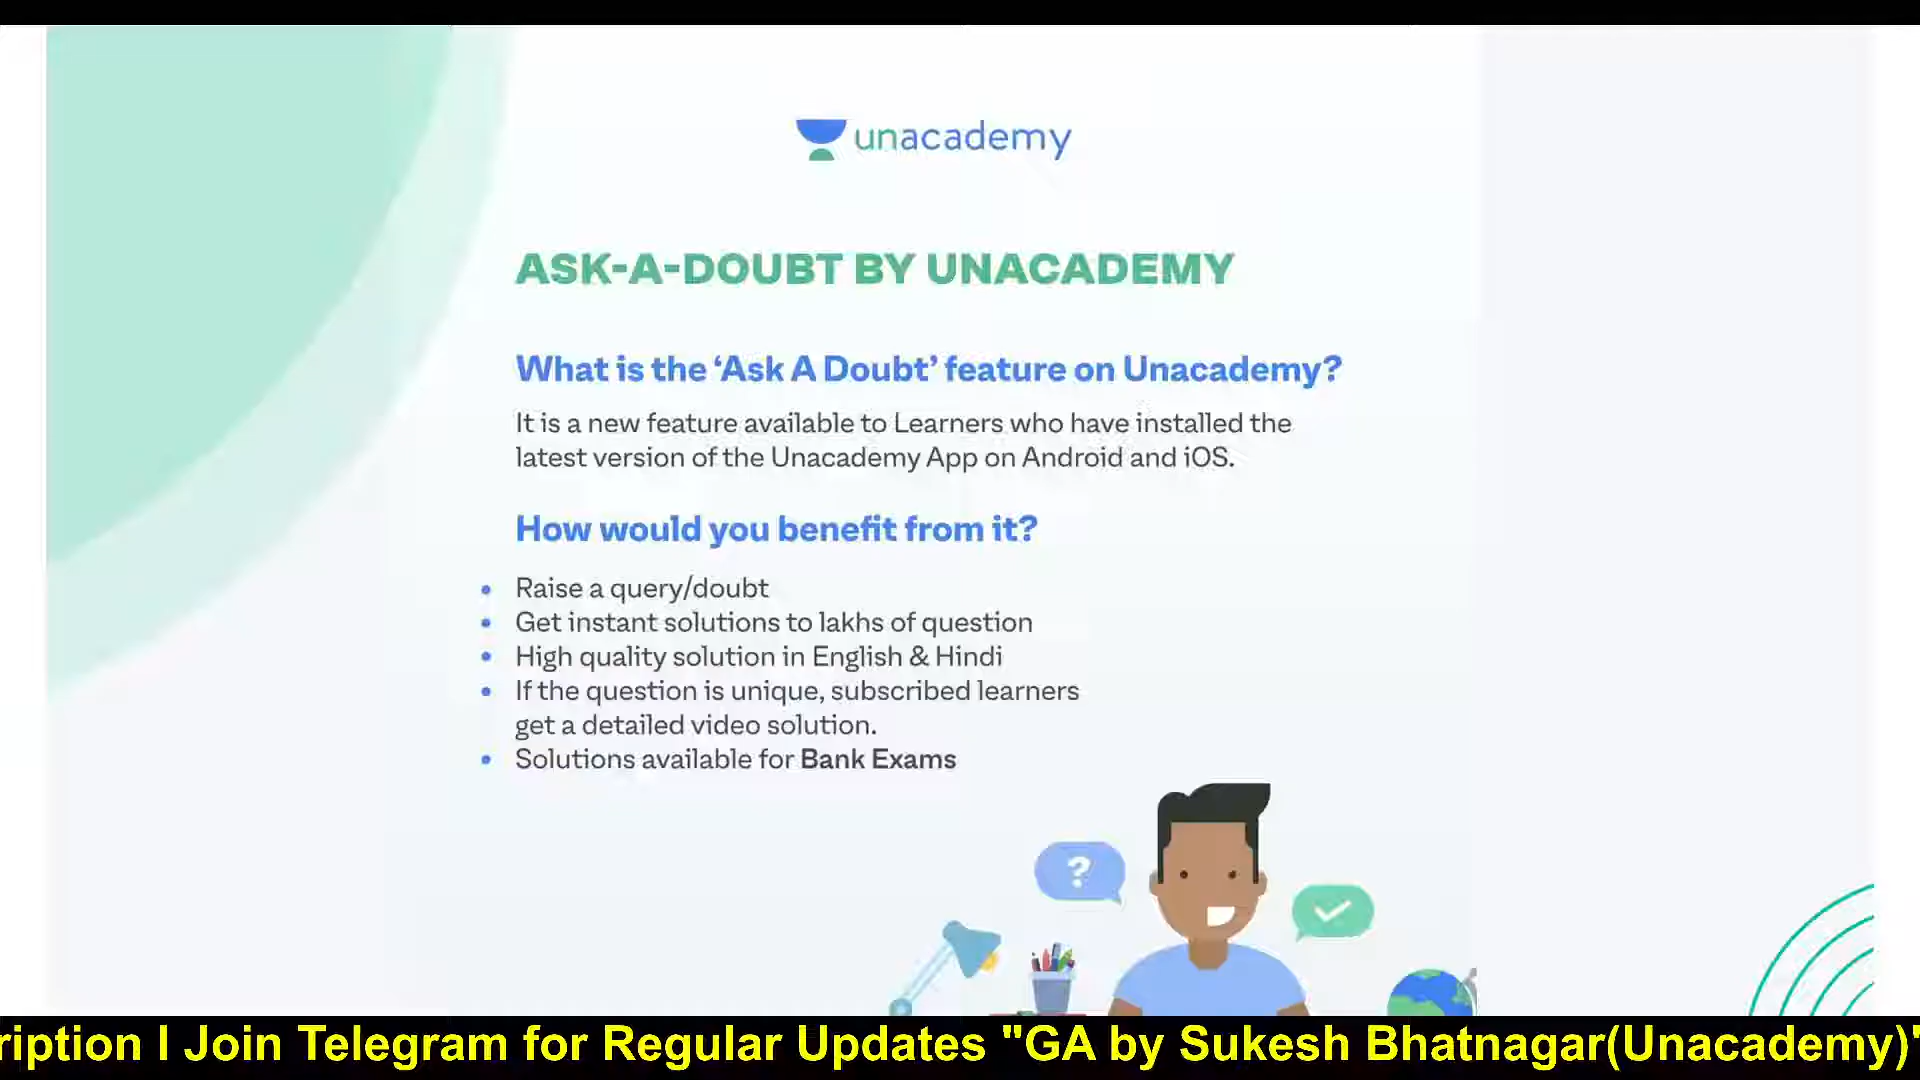 unacademy
ASK-A-DOUBT BY UNACADEMY
What is the ‘Ask A Doubt’ feature on Unacademy?
It is a new feature available to Learners who have installed the
latest version of the Unacademy App on Android and iOS.
How would you benefit from it?
• Raise a query/doubt
• Get instant solutions to lakhs of question
• High quality solution in English & Hindi
• If the question is unique, subscribed learners
get a detailed video solution.
• Solutions available for Bank Exams
?
ription I Join Telegram for Regular Updates "GA by Sukesh Bhatnagar(Unacademy)"